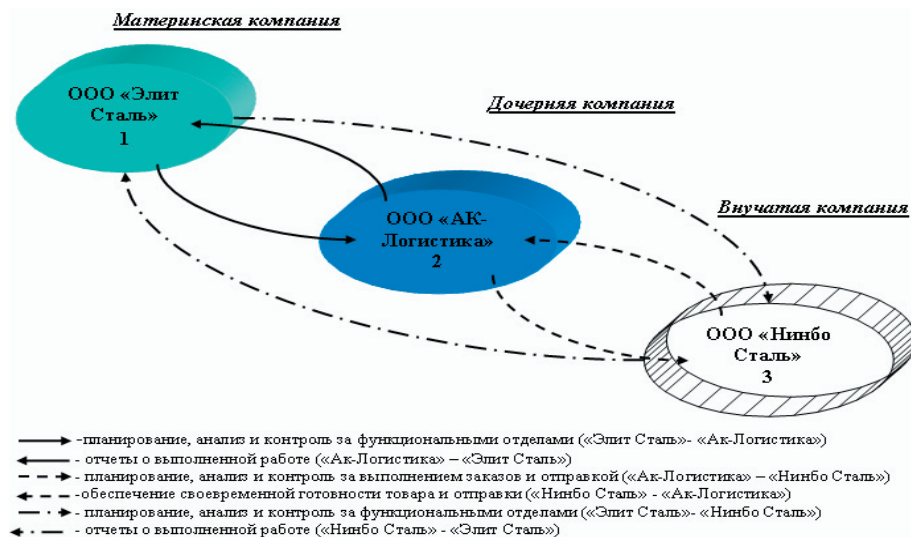 Материнская компания
ООО «Элит
Сталь»
1
Дочерняя компания
ООО «АК-
Логистика»
2
Внучатая компания
ООО «Нинбо
Сталь»
3
-планирование, анализ и контроль за функциональными отделами («Элит Сталь»- «Ак-Логистика»)
- отчеты о выполненной работе («Ак-Логистика» – «Элит Сталь»)
- планирование, анализ и контроль за выполнением заказов и отправкой («Ак-Логистика» – «Нинбо Сталь»)
-обеспечение своевременной готовности товара и отправки («Нинбо Сталь» - «Ак-Логистика»)
- планирование, анализ и контроль за функциональными отделами («Элит Сталь»- «Нинбо Сталь»)
- отчеты о выполненной работе («Нинбо Сталь» - «Элит Сталь»)